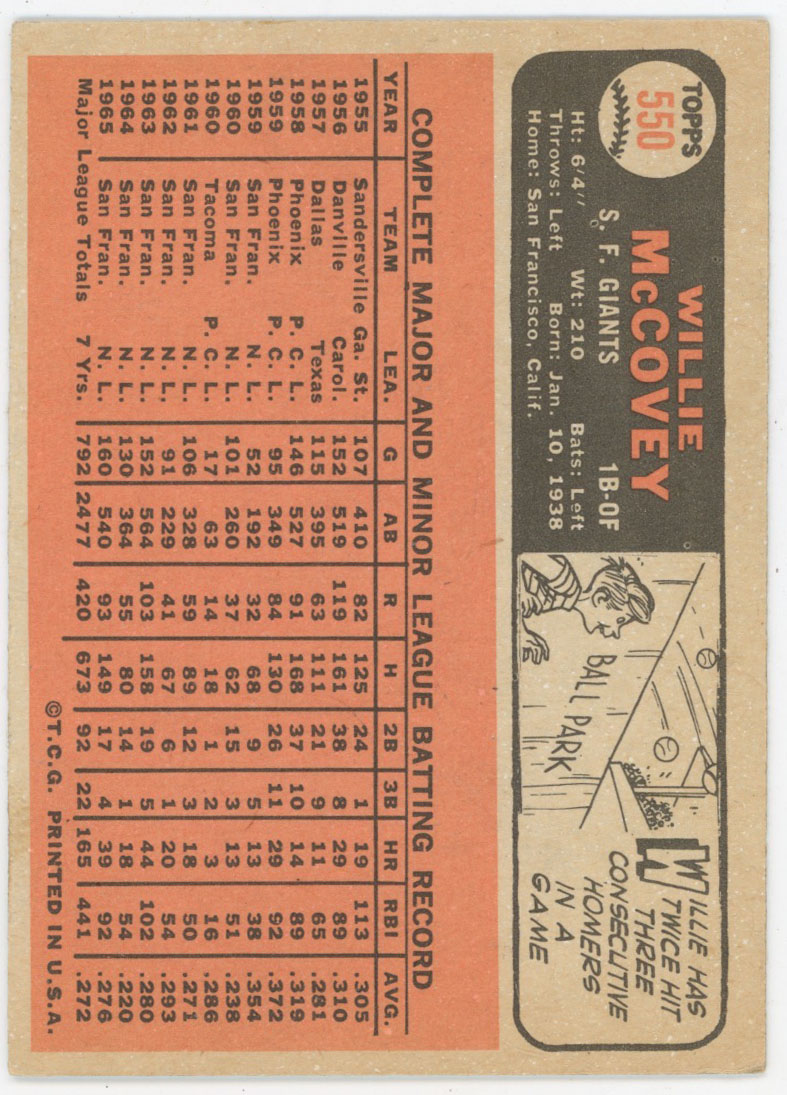 TOPPS
550
WILLIE
McCOVEY
S. F. GIANTS 1B-OF
Ht: 6'4" Wt: 210 Bats: Left
Throws: Left Born: Jan. 10, 1938
Home: San Francisco, Calif.
BALL PARK
WILLIE HAS
TWICE HIT
THREE
CONSECUTIVE
HOMERS
IN A
GAME
COMPLETE MAJOR AND MINOR LEAGUE BATTING RECORD
YEAR TEAM LEA. G AB R H 2B 3B HR RBI AVG.
1955 Sandersville Ga. St. 107 410 82 125 24 1 19 113 .305
1956 Danville Carol. 152 519 119 161 38 8 29 89 .310
1957 Dallas Texas 115 395 63 111 21 9 11 65 .281
1958 Phoenix P. C. L. 146 527 91 168 37 10 14 89 .319
1959 Phoenix P. C. L. 95 349 84 130 26 11 29 92 .372
1959 San Fran. N. L. 52 192 32 68 9 5 13 38 .354
1960 San Fran. N. L. 101 260 37 62 15 3 13 51 .238
1960 Tacoma P. C. L. 17 63 14 18 1 2 3 16 .286
1961 San Fran. N. L. 106 328 59 89 12 3 18 50 .271
1962 San Fran. N. L. 91 229 41 67 6 1 20 54 .293
1963 San Fran. N. L. 152 564 103 158 19 5 44 102 .280
1964 San Fran. N. L. 130 364 55 80 14 1 18 54 .220
1965 San Fran. N. L. 160 540 93 149 17 4 39 92 .276
Major League Totals 7 Yrs. 792 2477 420 673 92 22 165 441 .272
©T.C.G. PRINTED IN U.S.A.